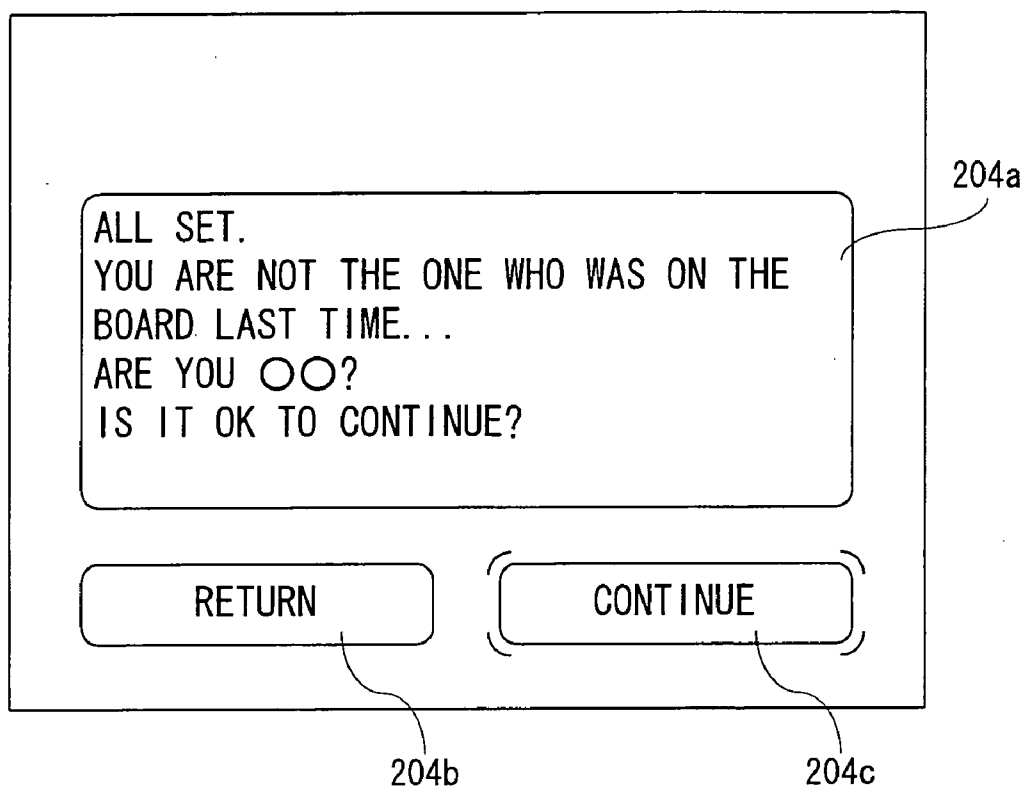 204a
ALL SET.
YOU ARE NOT THE ONE WHO WAS ON THE
BOARD LAST TIME...
ARE YOU ○○?
IS IT OK TO CONTINUE?
RETURN
CONTINUE
204b
204c